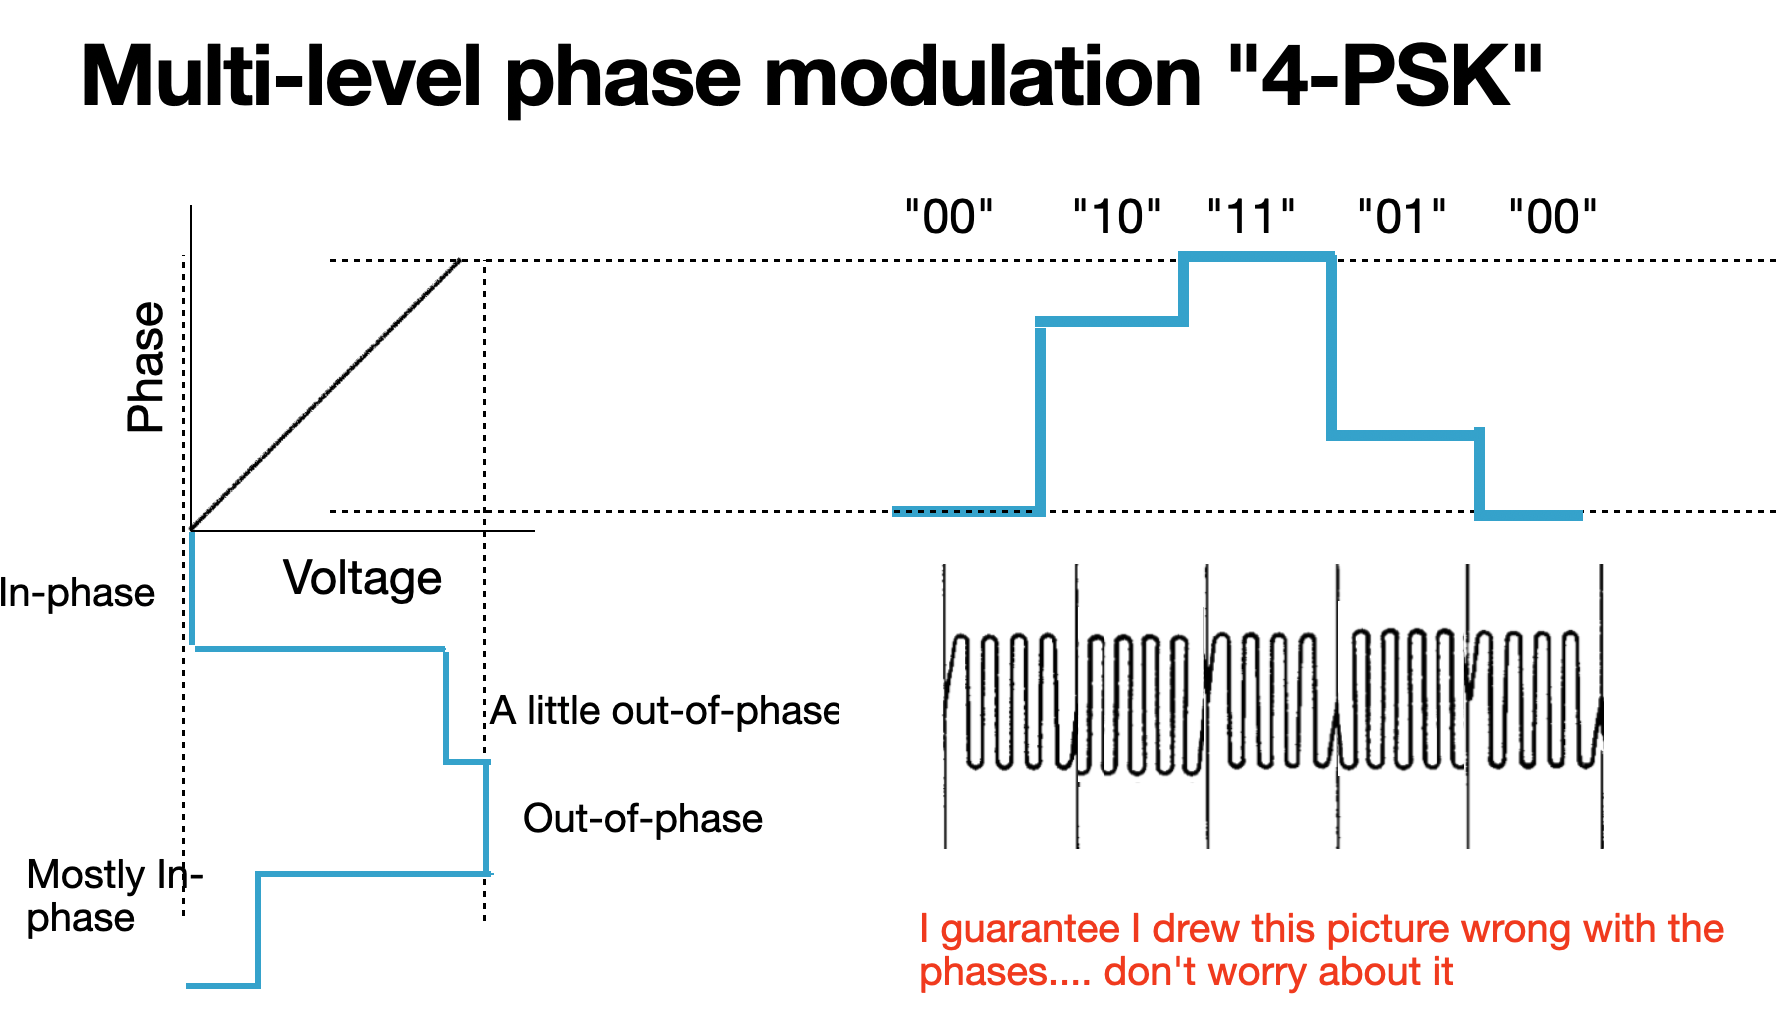 Multi-level phase modulation "4-PSK"
"00" "10" "11" "01" "00"
Phase
Voltage
In-phase
A little out-of-phase
Out-of-phase
Mostly In-
phase
I guarantee I drew this picture wrong with the
phases.... don't worry about it